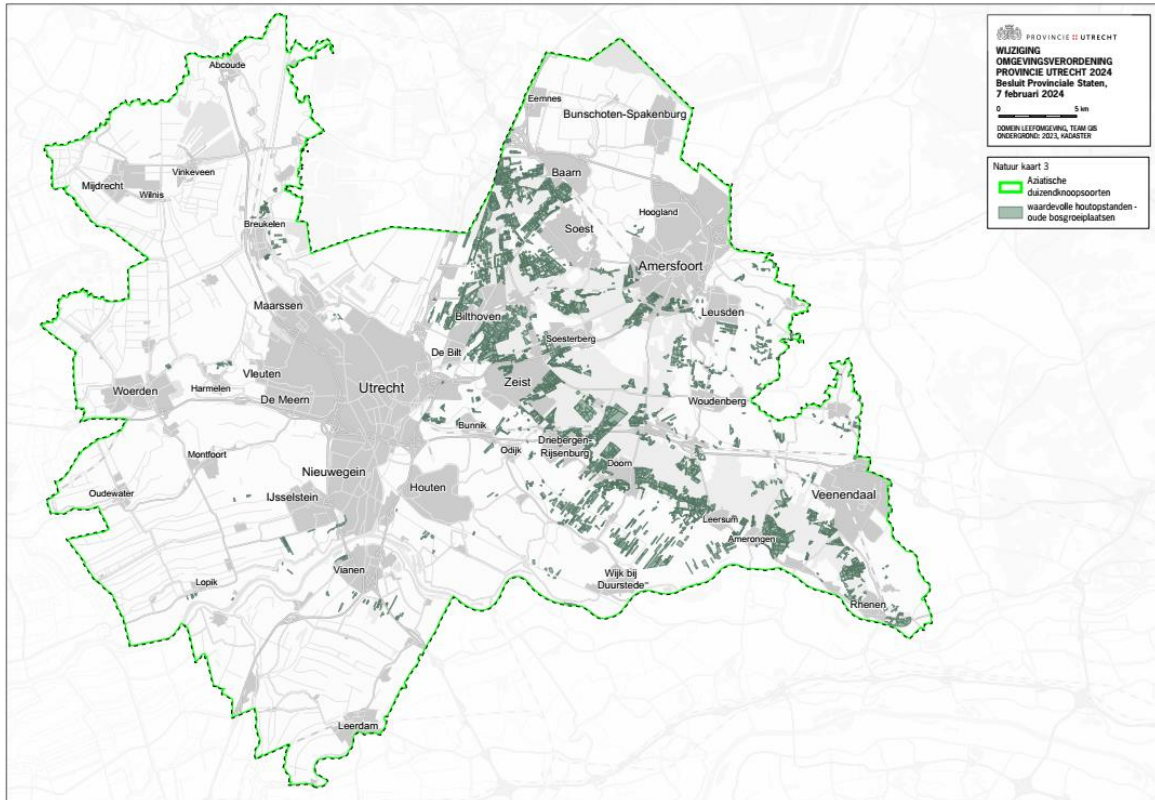 PROVINCIE UTRECHT
WIJZIGING
OMGEVINGSVERORDENING
PROVINCIE UTRECHT 2024
Besluit Provinciale Staten,
7 februari 2024
0 5 km
DOMEIN LEEFOMGEVING, TEAM GIS
ONDERGROND: 2023, KADASTER
Natuur kaart 3
Aziatische
duizendknoopsoorten
waardevolle houtopstanden -
oude bosgroeiplaatsen
Abcoude
Eemnes
Bunschoten-Spakenburg
Vinkeveen
Mijdrecht
Wilnis
Baarn
Hoogland
Breukelen
Soest
Amersfoort
Maarssen
Bilthoven
Leusden
Soesterberg
De Bilt
Vleuten
Zeist
Woerden
Harmelen
Utrecht
De Meern
Woudenberg
Bunnik
Driebergen-
Rijsenburg
Odijk
Montfoort
Doorn
Nieuwegein
Houten
Oudewater
IJsselstein
Veenendaal
Leersum
Amerongen
Vianen
Wijk bij
Duurstede
Lopik
Rhenen
Leerdam